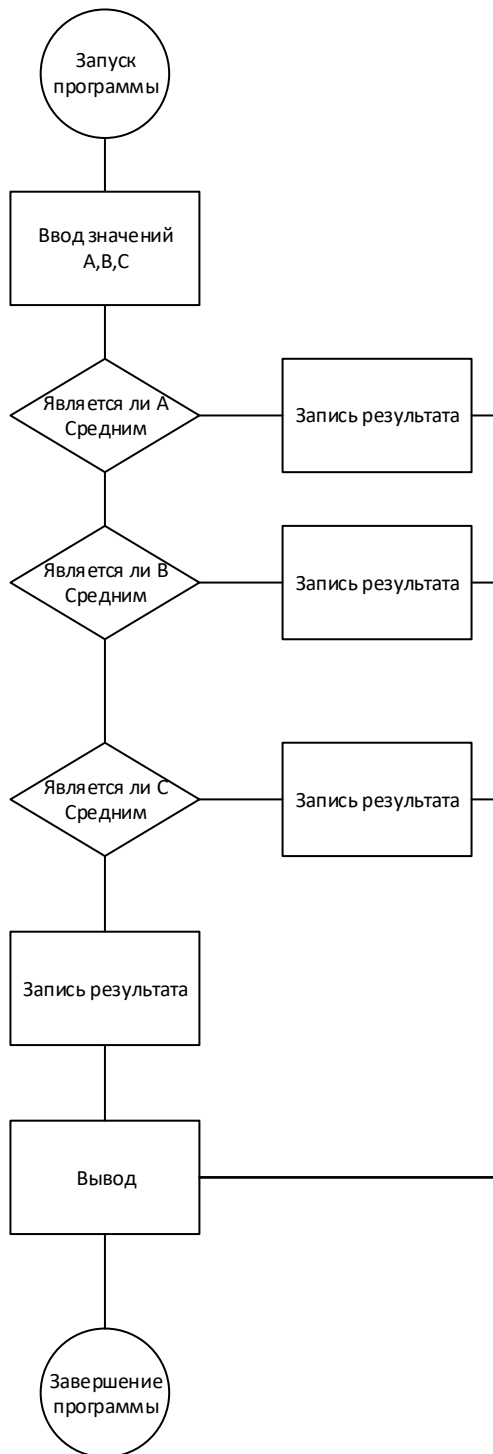 Запуск
программы
Ввод значений
A,B,C
Является ли А
Средним
Запись результата
Является ли В
Средним
Запись результата
Является ли С
Средним
Запись результата
Запись результата
Вывод
Завершение
программы